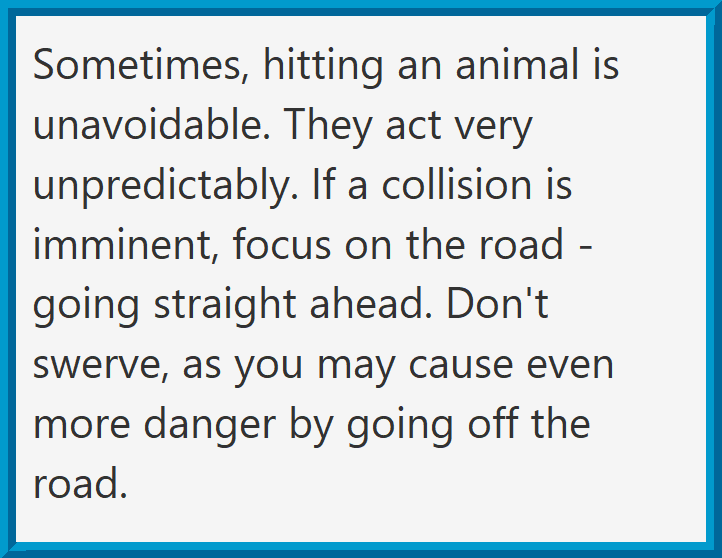 Sometimes, hitting an animal is
unavoidable. They act very
unpredictably. If a collision is
imminent, focus on the road -
going straight ahead. Don't
swerve, as you may cause even
more danger by going off the
road.